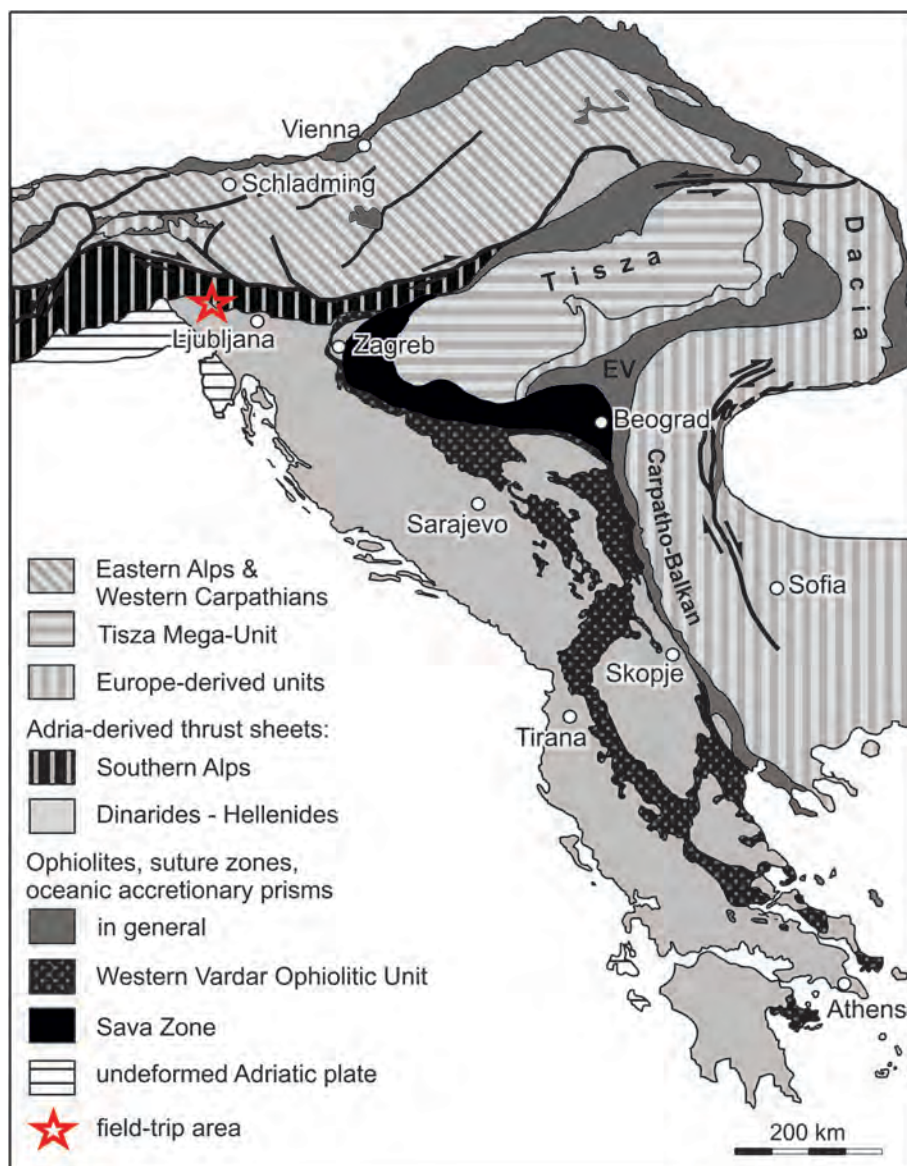 Vienna
Schladming
Tisza
Dacia
Ljubljana
Zagreb
EV
Beograd
Carpatho-Balkan
Sarajevo
Sofia
Skopje
Tirana
Athens
Eastern Alps &
Western Carpathians
Tisza Mega-Unit
Europe-derived units
Adria-derived thrust sheets:
Southern Alps
Dinarides - Hellenides
Ophiolites, suture zones,
oceanic accretionary prisms
in general
Western Vardar Ophiolitic Unit
Sava Zone
undeformed Adriatic plate
field-trip area
200 km